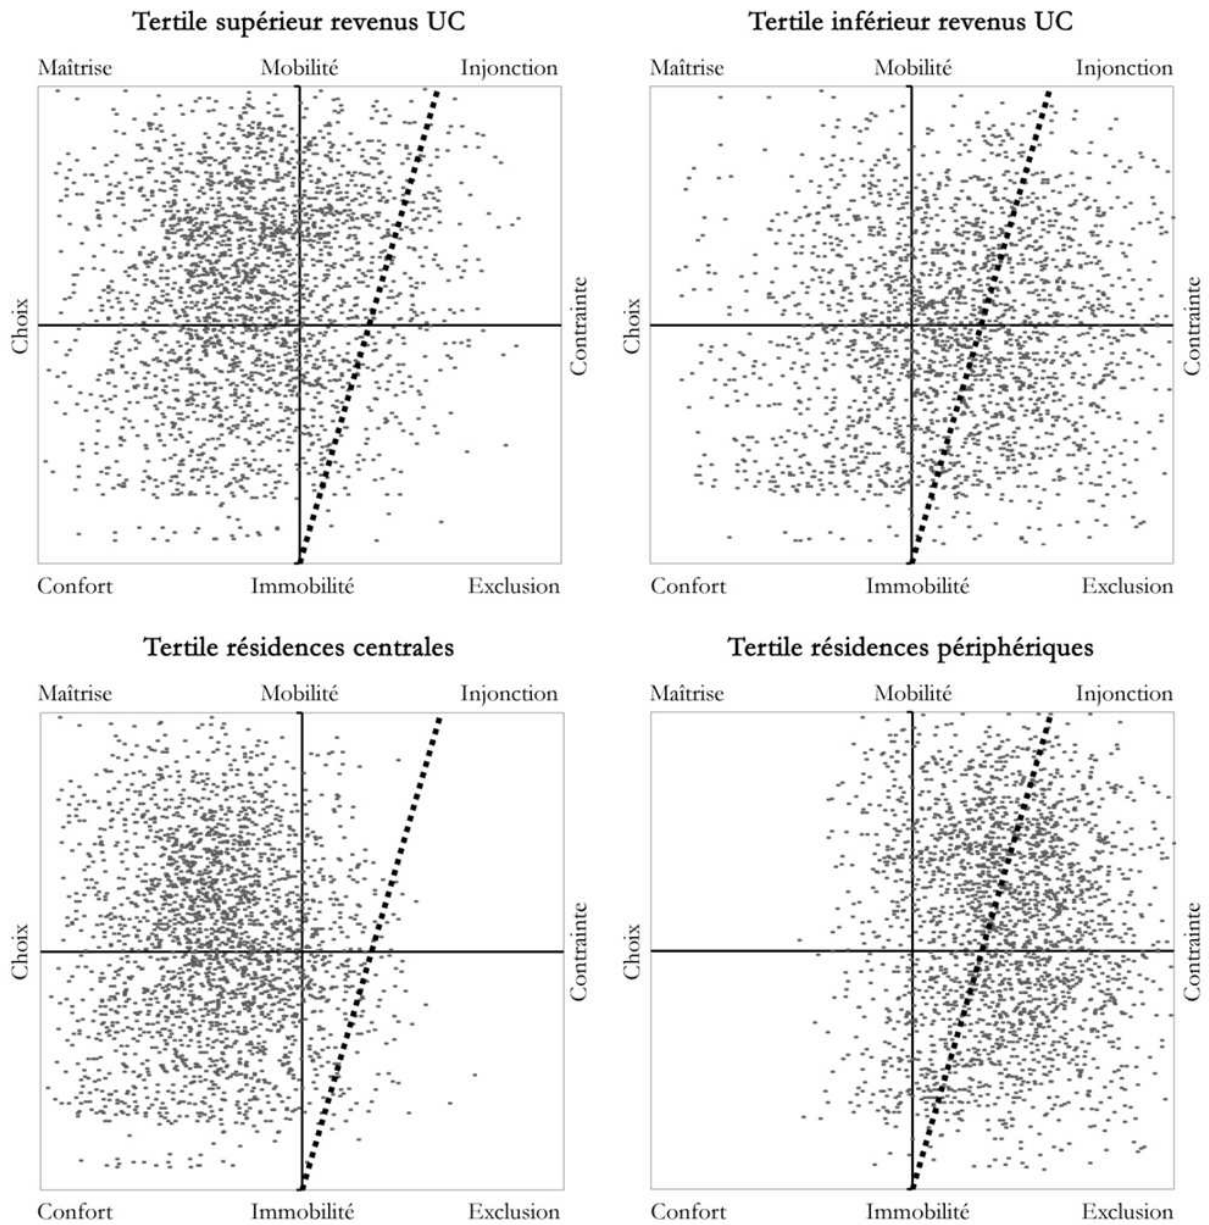 Tertile supérieur revenus UC
Tertile inférieur revenus UC
Maîtrise Mobilité Injonction
Maîtrise Mobilité Injonction
Choix
Contrainte
Choix
Contrainte
Confort Immobilité Exclusion
Confort Immobilité Exclusion
Tertile résidences centrales
Tertile résidences périphériques
Maîtrise Mobilité Injonction
Maîtrise Mobilité Injonction
Choix
Contrainte
Choix
Contrainte
Confort Immobilité Exclusion
Confort Immobilité Exclusion